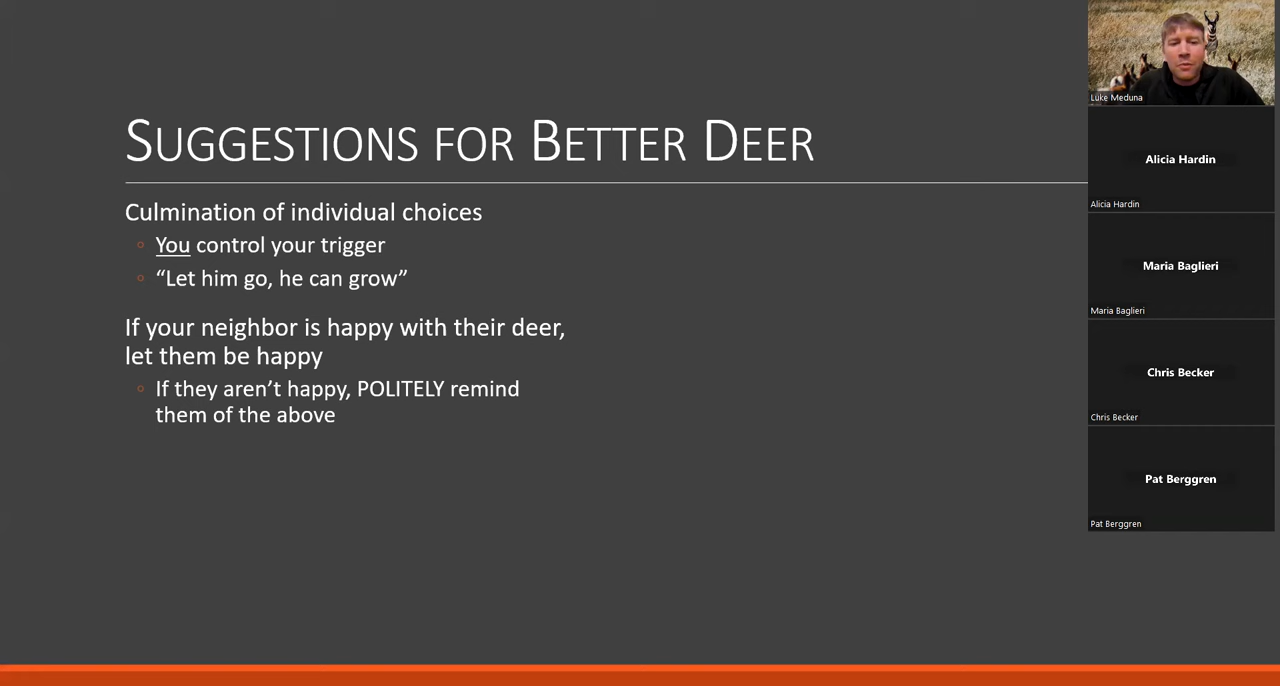 SUGGESTIONS FOR BETTER DEER
Culmination of individual choices
You control your trigger
“Let him go, he can grow”
If your neighbor is happy with their deer,
let them be happy
If they aren’t happy, POLITELY remind
them of the above
Luke Meduna
Alicia Hardin
Alicia Hardin
Maria Baglieri
Maria Baglieri
Chris Becker
Chris Becker
Pat Berggren
Pat Berggren